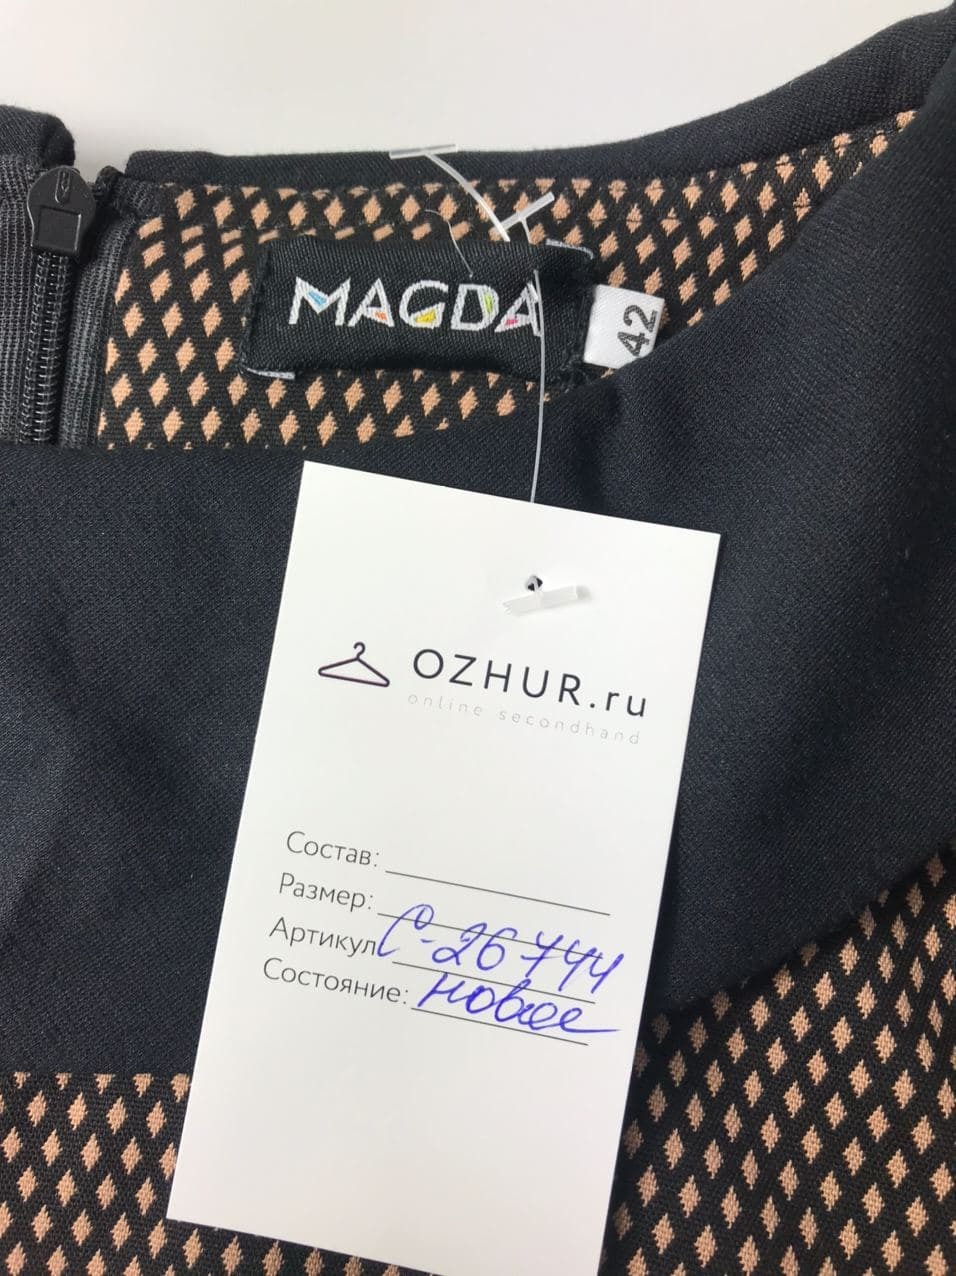 MAGDA
42
OZHUR.ru
online secondhand
Состав:
Размер:
Артикул С-26744
Состояние: новое